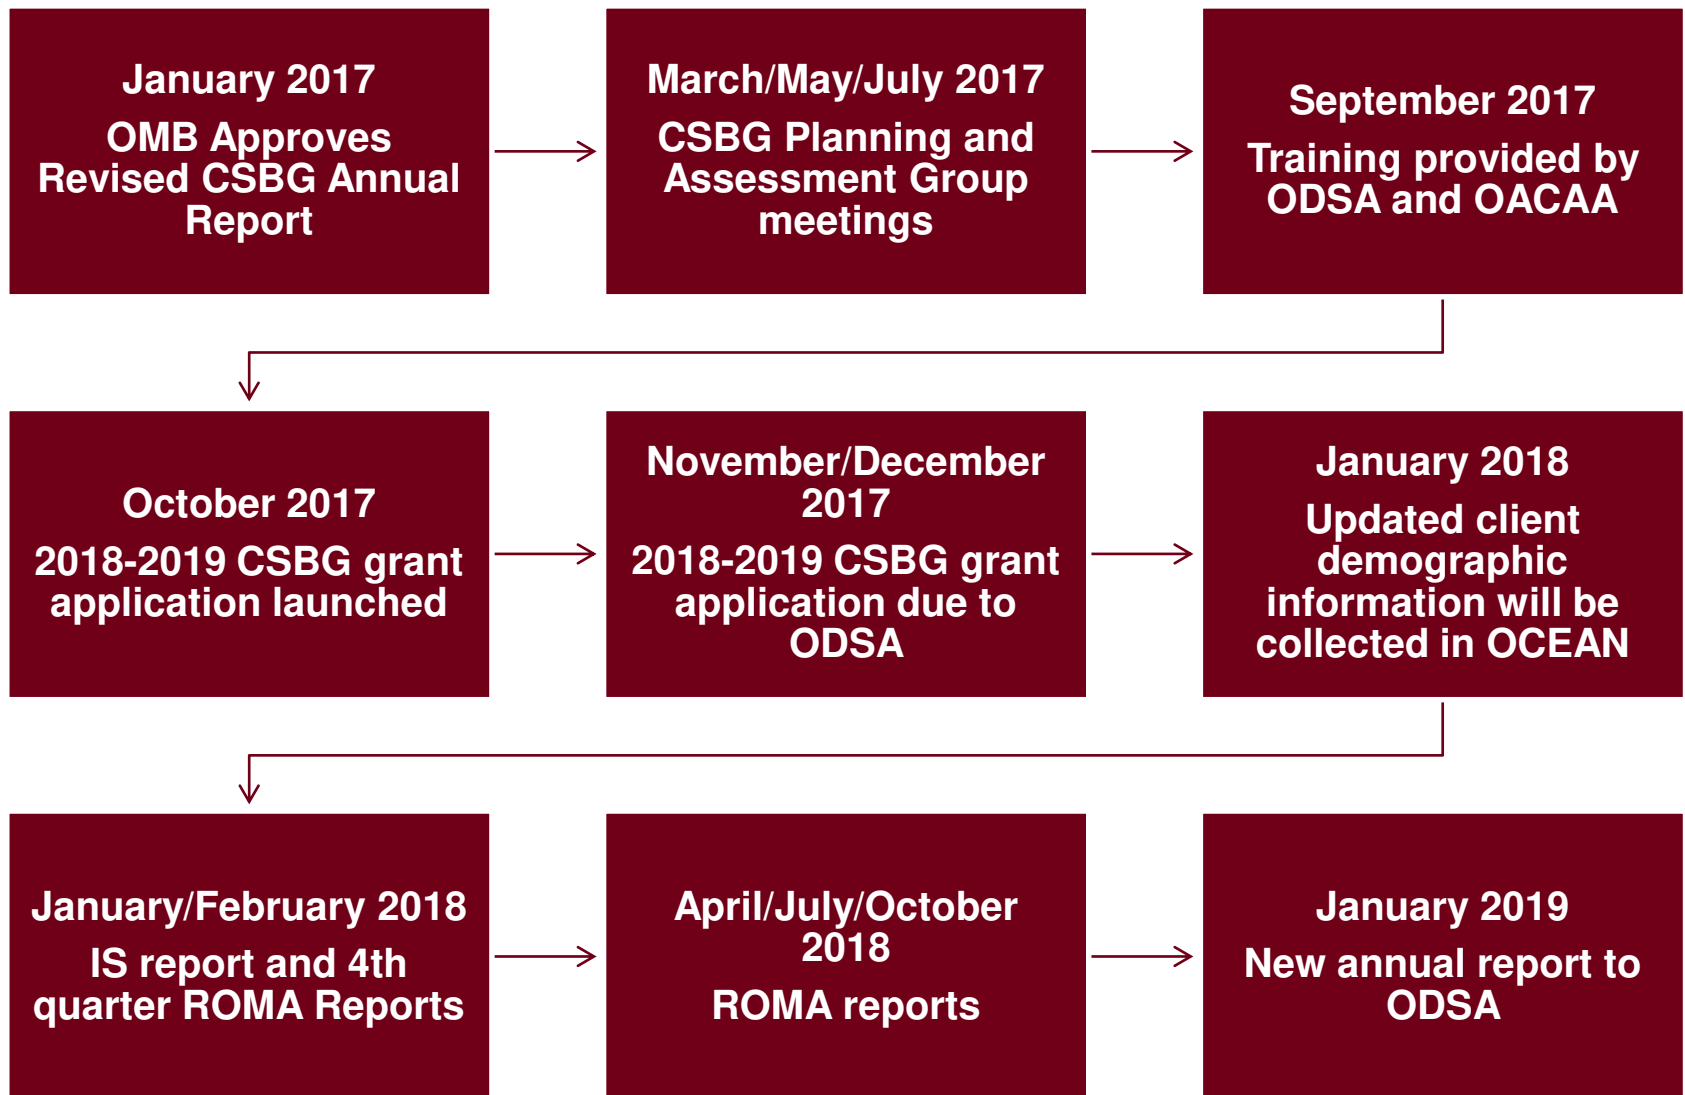 January 2017
OMB Approves
Revised CSBG Annual
Report
March/May/July 2017
CSBG Planning and
Assessment Group
meetings
September 2017
Training provided by
ODSA and OACAA
October 2017
2018-2019 CSBG grant
application launched
November/December
2017
2018-2019 CSBG grant
application due to
ODSA
January 2018
Updated client
demographic
information will be
collected in OCEAN
January/February 2018
IS report and 4th
quarter ROMA Reports
April/July/October
2018
ROMA reports
January 2019
New annual report to
ODSA